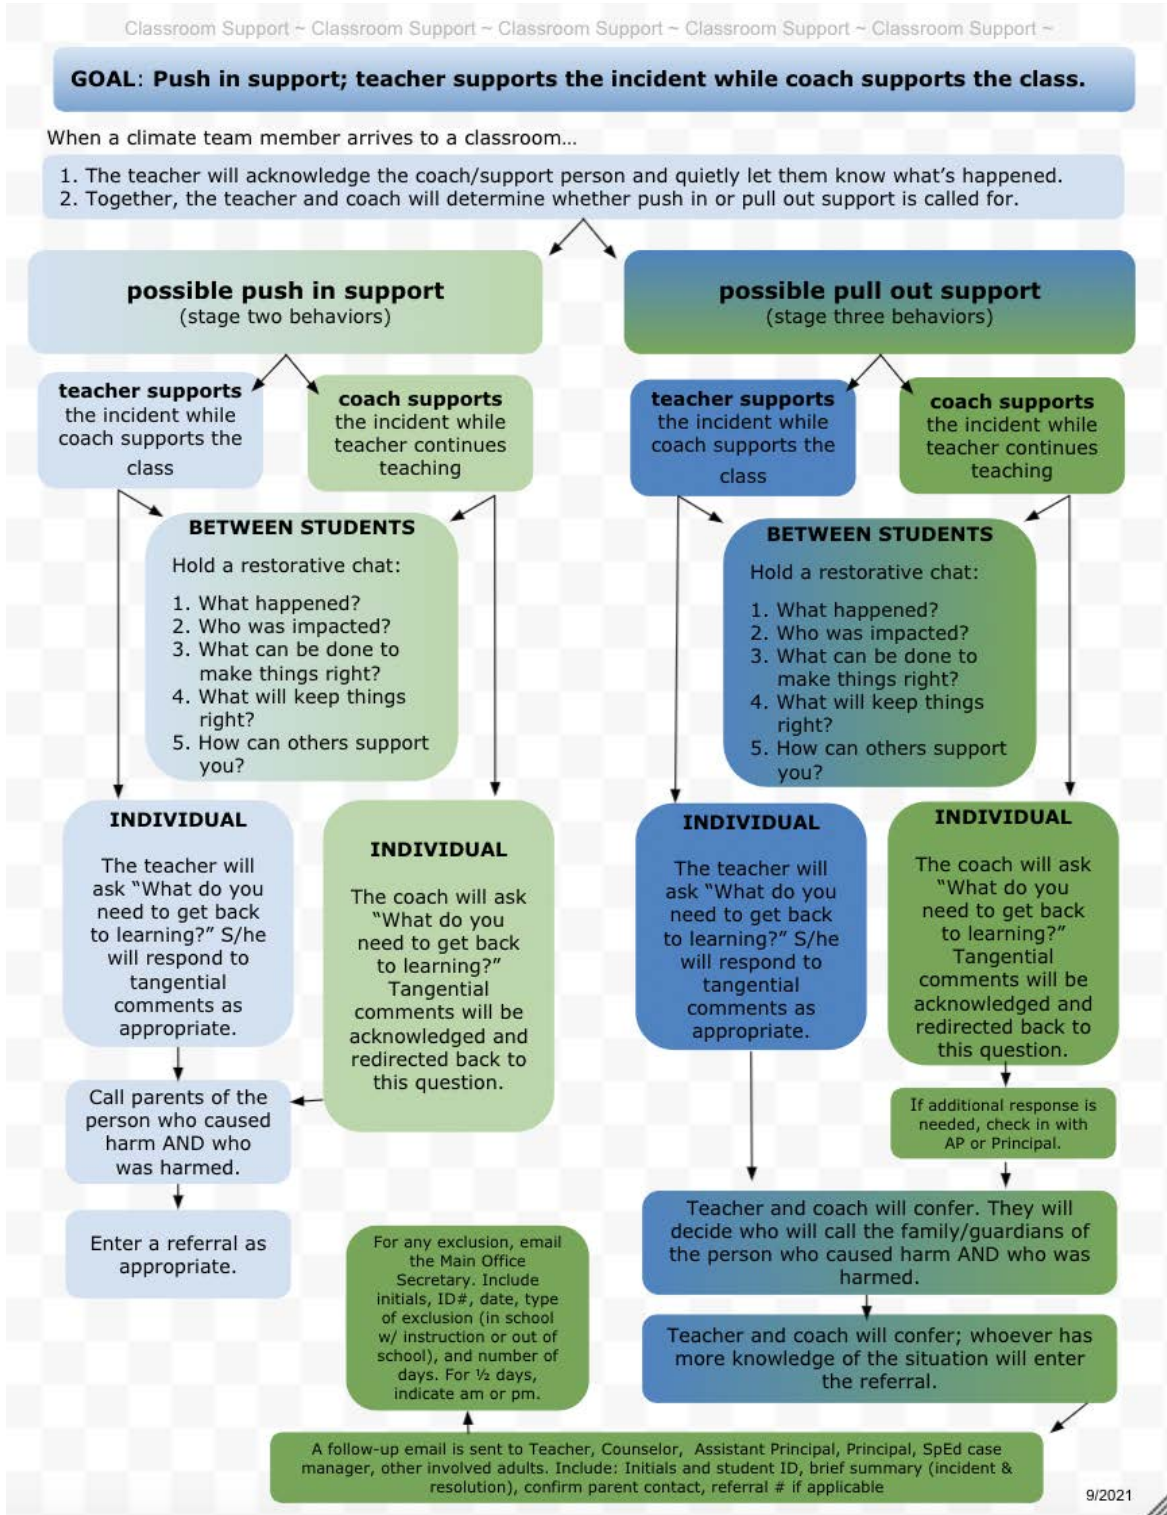 Classroom Support ~ Classroom Support ~ Classroom Support ~ Classroom Support ~ Classroom Support ~
GOAL: Push in support; teacher supports the incident while coach supports the class.
When a climate team member arrives to a classroom...
1. The teacher will acknowledge the coach/support person and quietly let them know what's happened.
2. Together, the teacher and coach will determine whether push in or pull out support is called for.
possible push in support
(stage two behaviors)
possible pull out support
(stage three behaviors)
teacher supports
the incident while
coach supports the
class
coach supports
the incident while
teacher continues
teaching
teacher supports
the incident while
coach supports the
class
coach supports
the incident while
teacher continues
teaching
BETWEEN STUDENTS
Hold a restorative chat:
1. What happened?
2. Who was impacted?
3. What can be done to
make things right?
4. What will keep things
right?
5. How can others support
you?
BETWEEN STUDENTS
Hold a restorative chat:
1. What happened?
2. Who was impacted?
3. What can be done to
make things right?
4. What will keep things
right?
5. How can others support
you?
INDIVIDUAL
The teacher will
ask "What do you
need to get back
to learning?" S/he
will respond to
tangential
comments as
appropriate.
INDIVIDUAL
The coach will ask
"What do you
need to get back
to learning?"
Tangential
comments will be
acknowledged and
redirected back to
this question.
INDIVIDUAL
The teacher will
ask "What do you
need to get back
to learning?" S/he
will respond to
tangential
comments as
appropriate.
INDIVIDUAL
The coach will ask
"What do you
need to get back
to learning?"
Tangential
comments will be
acknowledged and
redirected back to
this question.
Call parents of the
person who caused
harm AND who
was harmed.
Enter a referral as
appropriate.
If additional response is
needed, check in with
AP or Principal.
Teacher and coach will confer. They will
decide who will call the family/guardians of
the person who caused harm AND who was
harmed.
Teacher and coach will confer; whoever has
more knowledge of the situation will enter
the referral.
For any exclusion, email
the Main Office
Secretary. Include
initials, ID#, date, type
of exclusion (in school
w/ instruction or out of
school), and number of
days. For ½ days,
indicate am or pm.
A follow-up email is sent to Teacher, Counselor, Assistant Principal, Principal, SpEd case
manager, other involved adults. Include: Initials and student ID, brief summary (incident &
resolution), confirm parent contact, referral # if applicable
9/2021